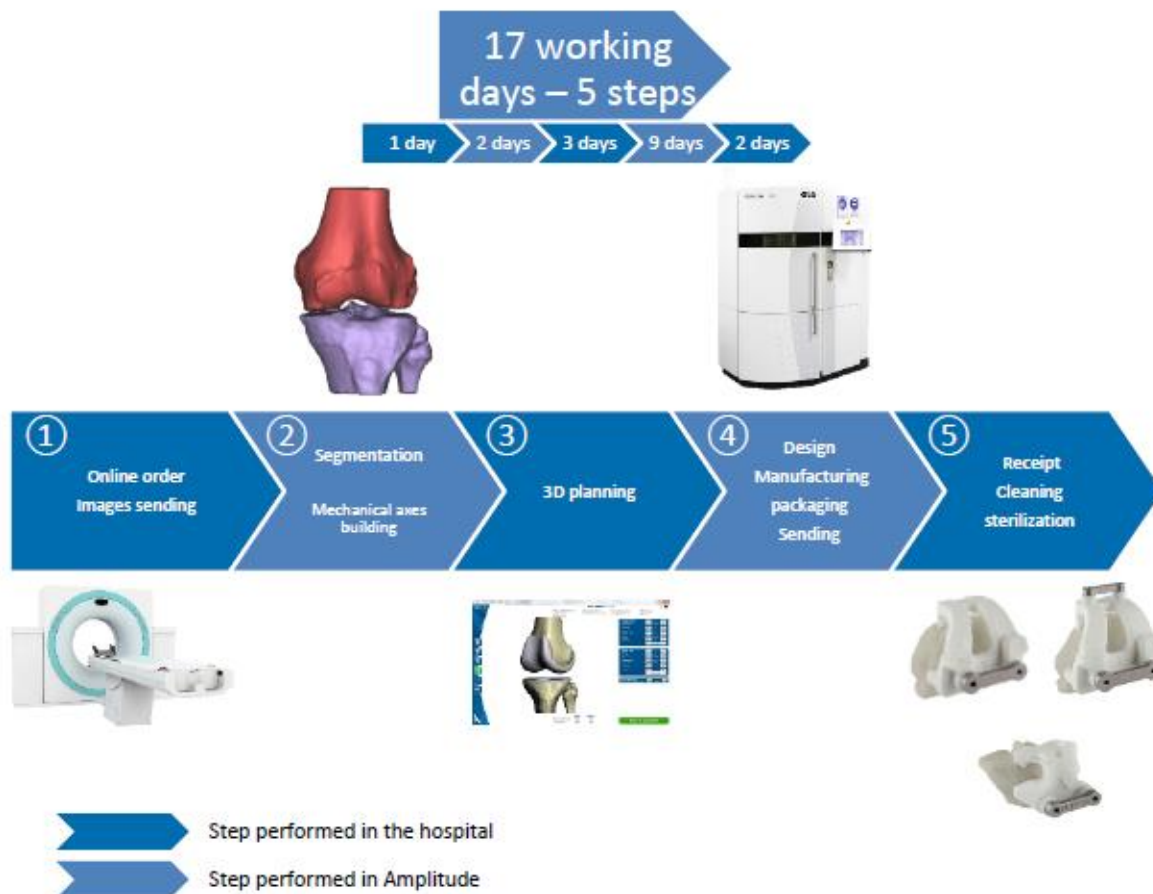 17 working
days – 5 steps
1 day
2 days
3 days
9 days
2 days
①
Online order
Images sending
②
Segmentation
Mechanical axes
building
③
3D planning
④
Design
Manufacturing
packaging
Sending
⑤
Receipt
Cleaning
sterilization
Step performed in the hospital
Step performed in Amplitude